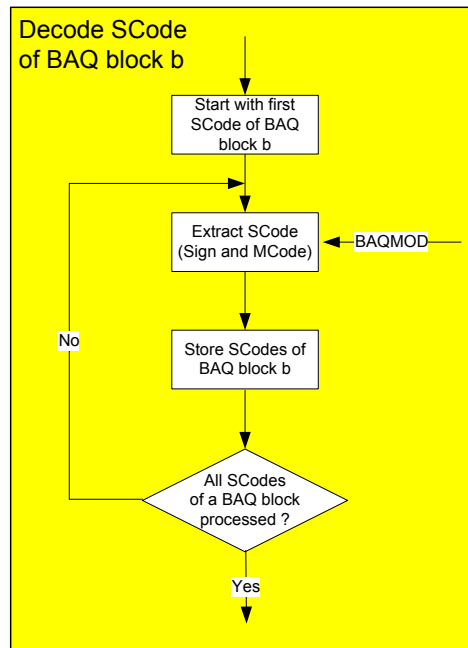 Decode SCode
of BAQ block b
Start with first
SCode of BAQ
block b
Extract SCode
(Sign and MCode)
BAQMOD
Store SCodes of
BAQ block b
No
All SCodes
of a BAQ block
processed ?
Yes